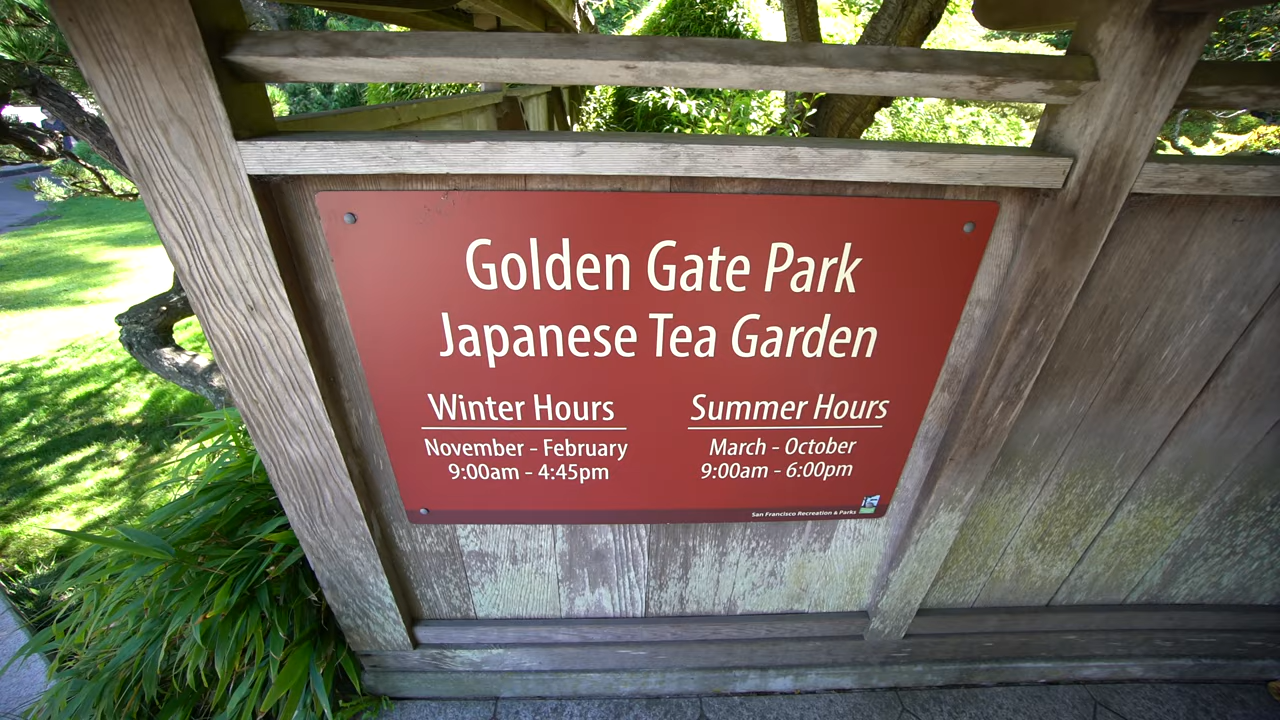 Golden Gate Park
Japanese Tea Garden
Winter Hours
November - February
9:00am - 4:45pm
Summer Hours
March - October
9:00am - 6:00pm
San Francisco Recreation & Parks